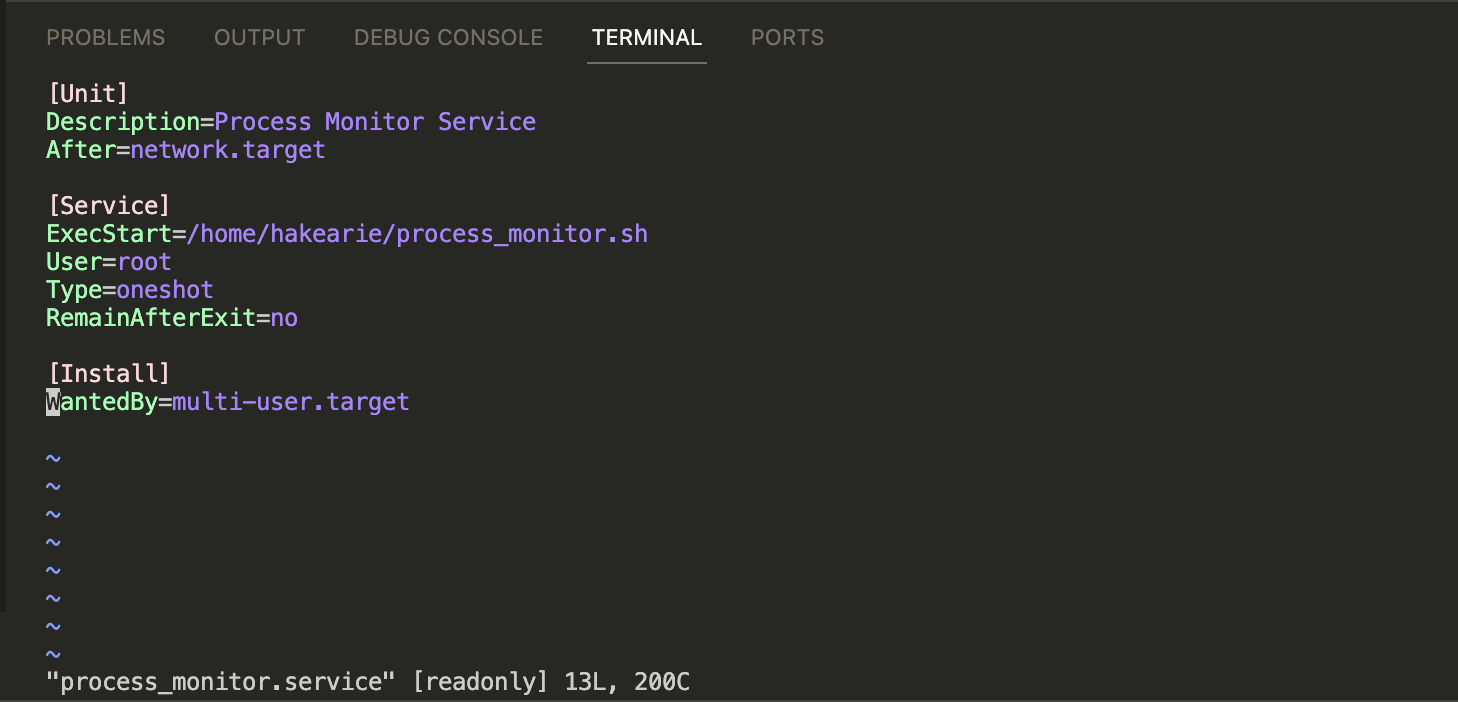 PROBLEMS OUTPUT DEBUG CONSOLE TERMINAL PORTS
[Unit]
Description=Process Monitor Service
After=network.target
[Service]
ExecStart=/home/hakearie/process_monitor.sh
User=root
Type=oneshot
RemainAfterExit=no
[Install]
WantedBy=multi-user.target
~
~
~
~
~
~
~
~
"process_monitor.service" [readonly] 13L, 200C